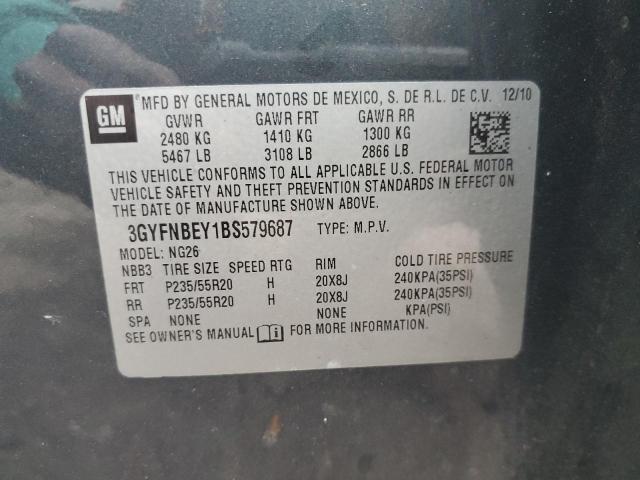 GM
MFD BY GENERAL MOTORS DE MEXICO, S. DE R.L. DE C.V. 12/10
GVWR GAWR FRT GAWR RR
2480 KG 1410 KG 1300 KG
5467 LB 3108 LB 2866 LB
THIS VEHICLE CONFORMS TO ALL APPLICABLE U.S. FEDERAL MOTOR
VEHICLE SAFETY AND THEFT PREVENTION STANDARDS IN EFFECT ON
THE DATE OF MANUFACTURE SHOWN ABOVE.
3GYFNBEY1BS579687 TYPE: M.P.V.
MODEL: NG26
NBB3 TIRE SIZE SPEED RTG RIM COLD TIRE PRESSURE
FRT P235/55R20 H 20X8J 240KPA(35PSI)
RR P235/55R20 H 20X8J 240KPA(35PSI)
SPA NONE NONE KPA(PSI)
SEE OWNER'S MANUAL FOR MORE INFORMATION.